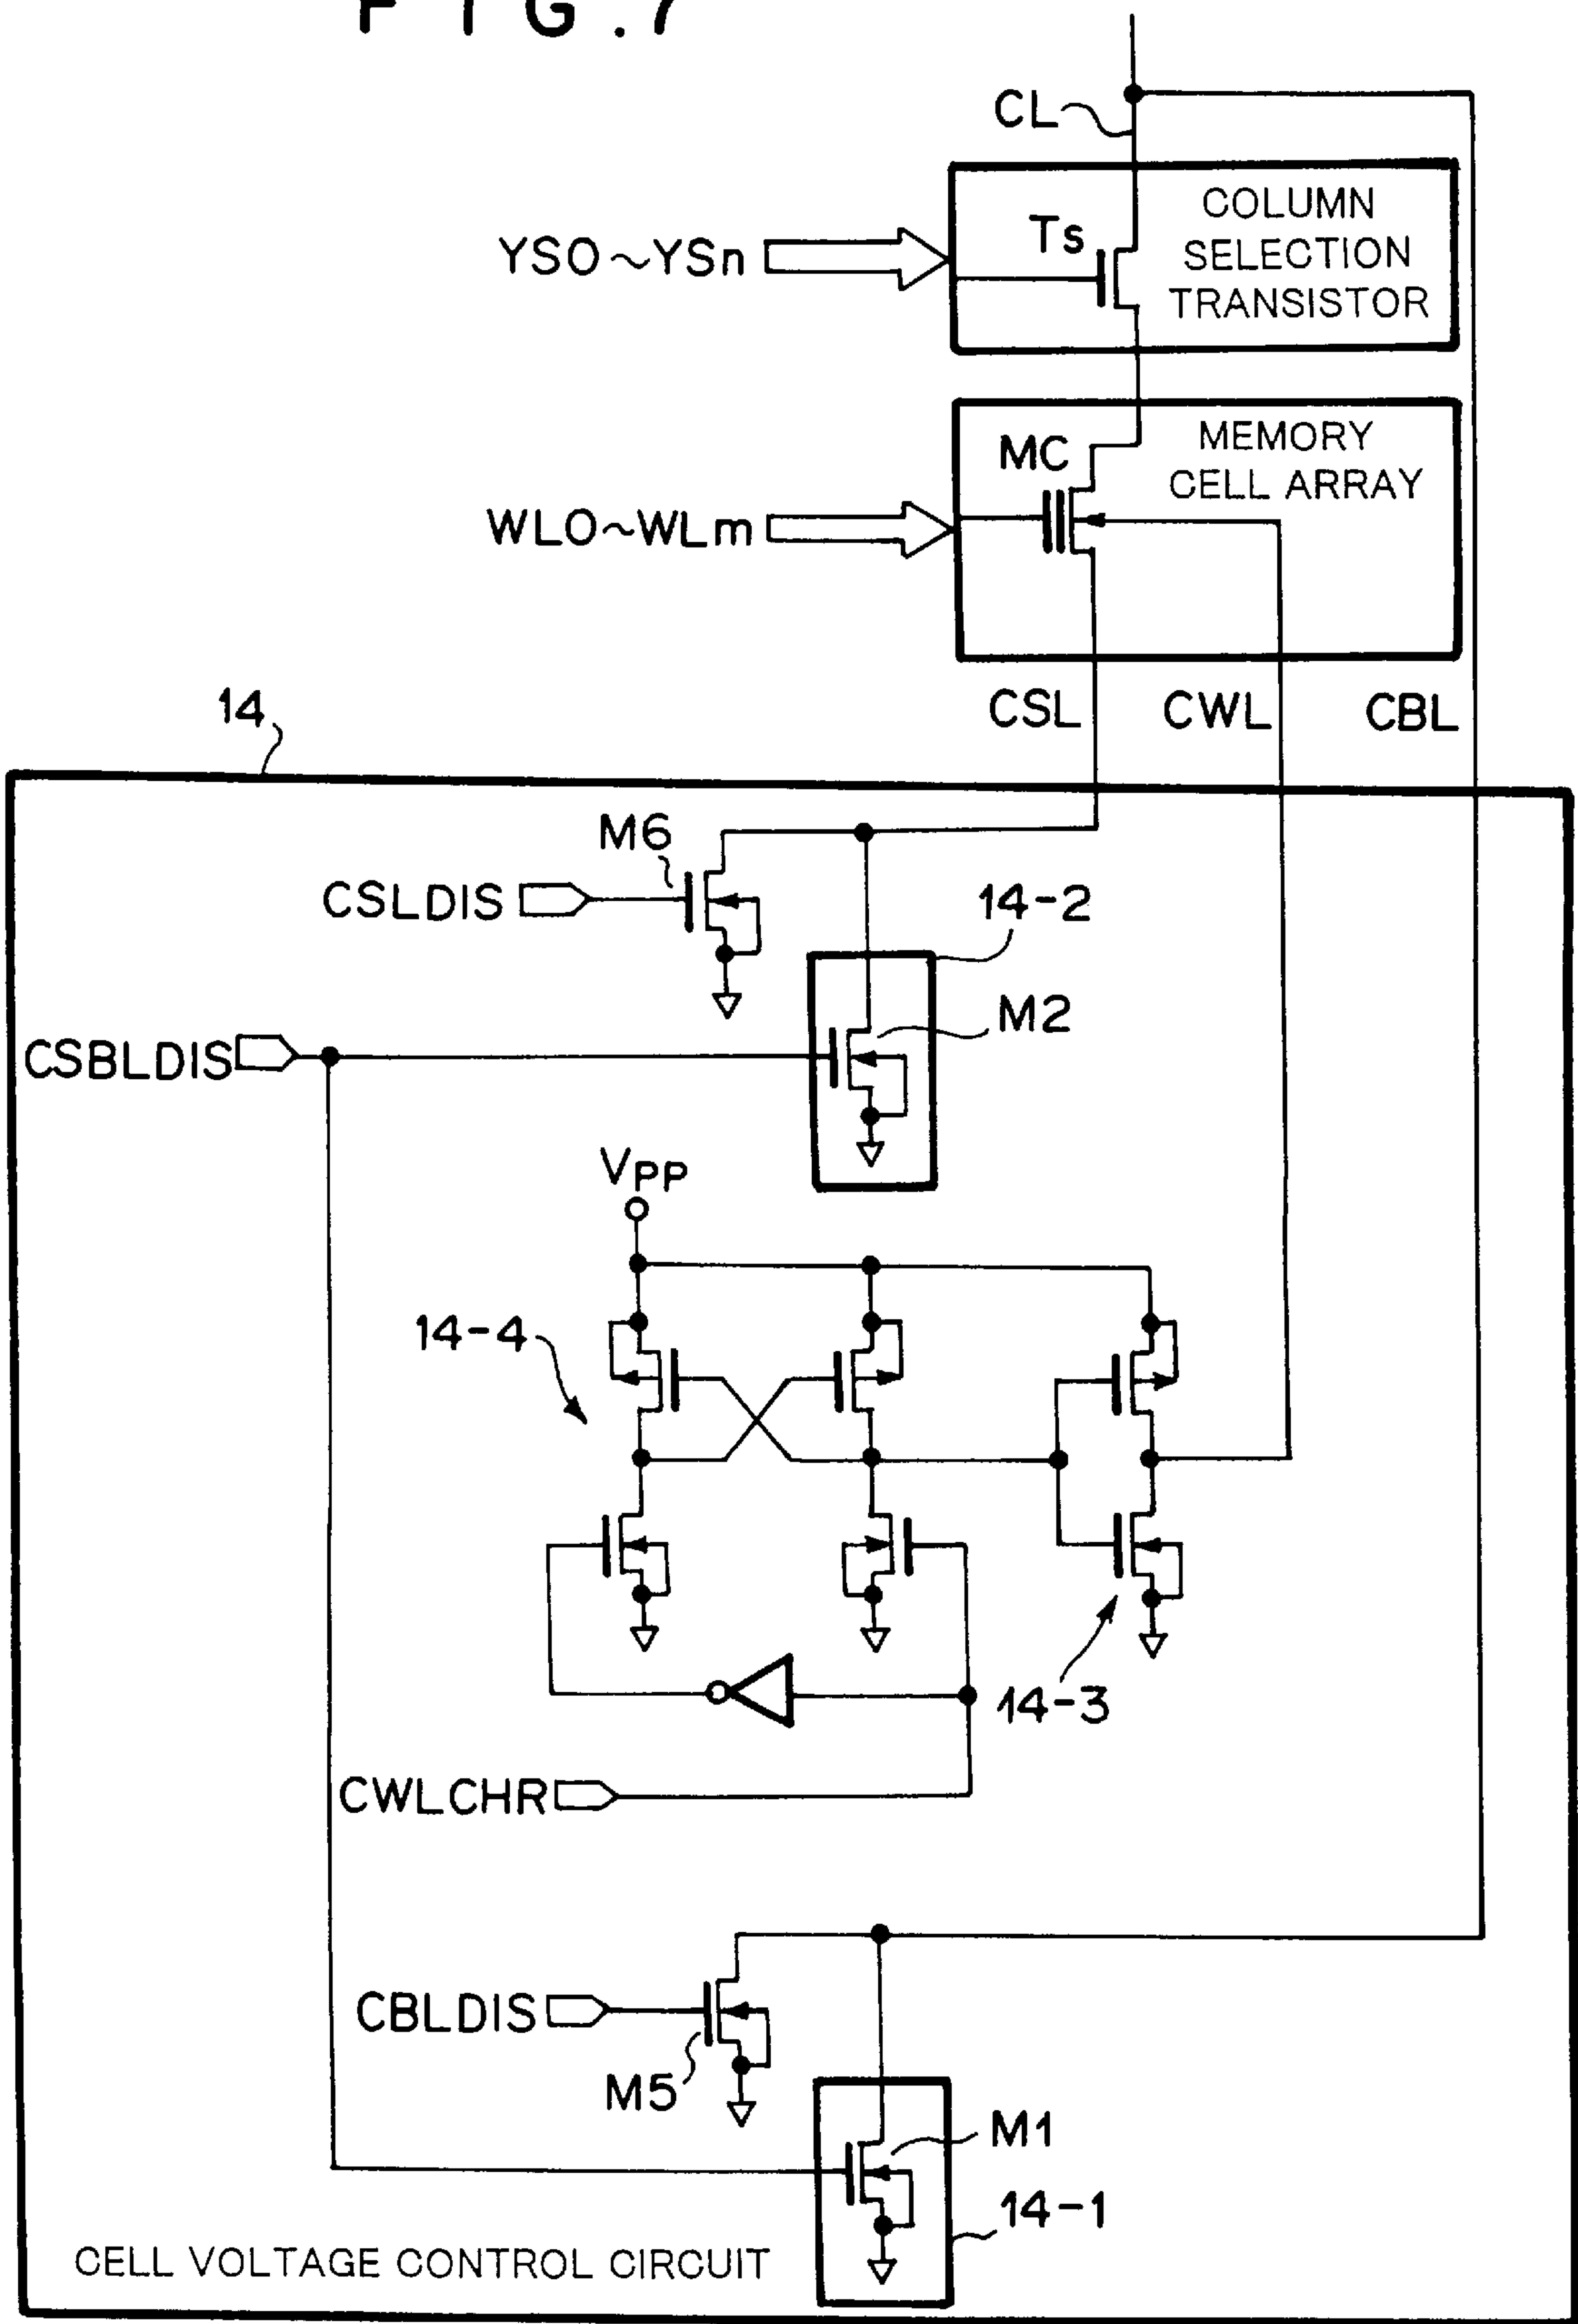 FIG.7
CL
COLUMN
SELECTION
TRANSISTOR
Ts
YS0~YSn
MEMORY
CELL ARRAY
MC
WL0~WLm
CSL
CWL
CBL
14
M6
CSLDIS
14-2
M2
CSBLDIS
VPP
14-4
14-3
CWLCHR
CBLDIS
M5
M1
14-1
CELL VOLTAGE CONTROL CIRCUIT